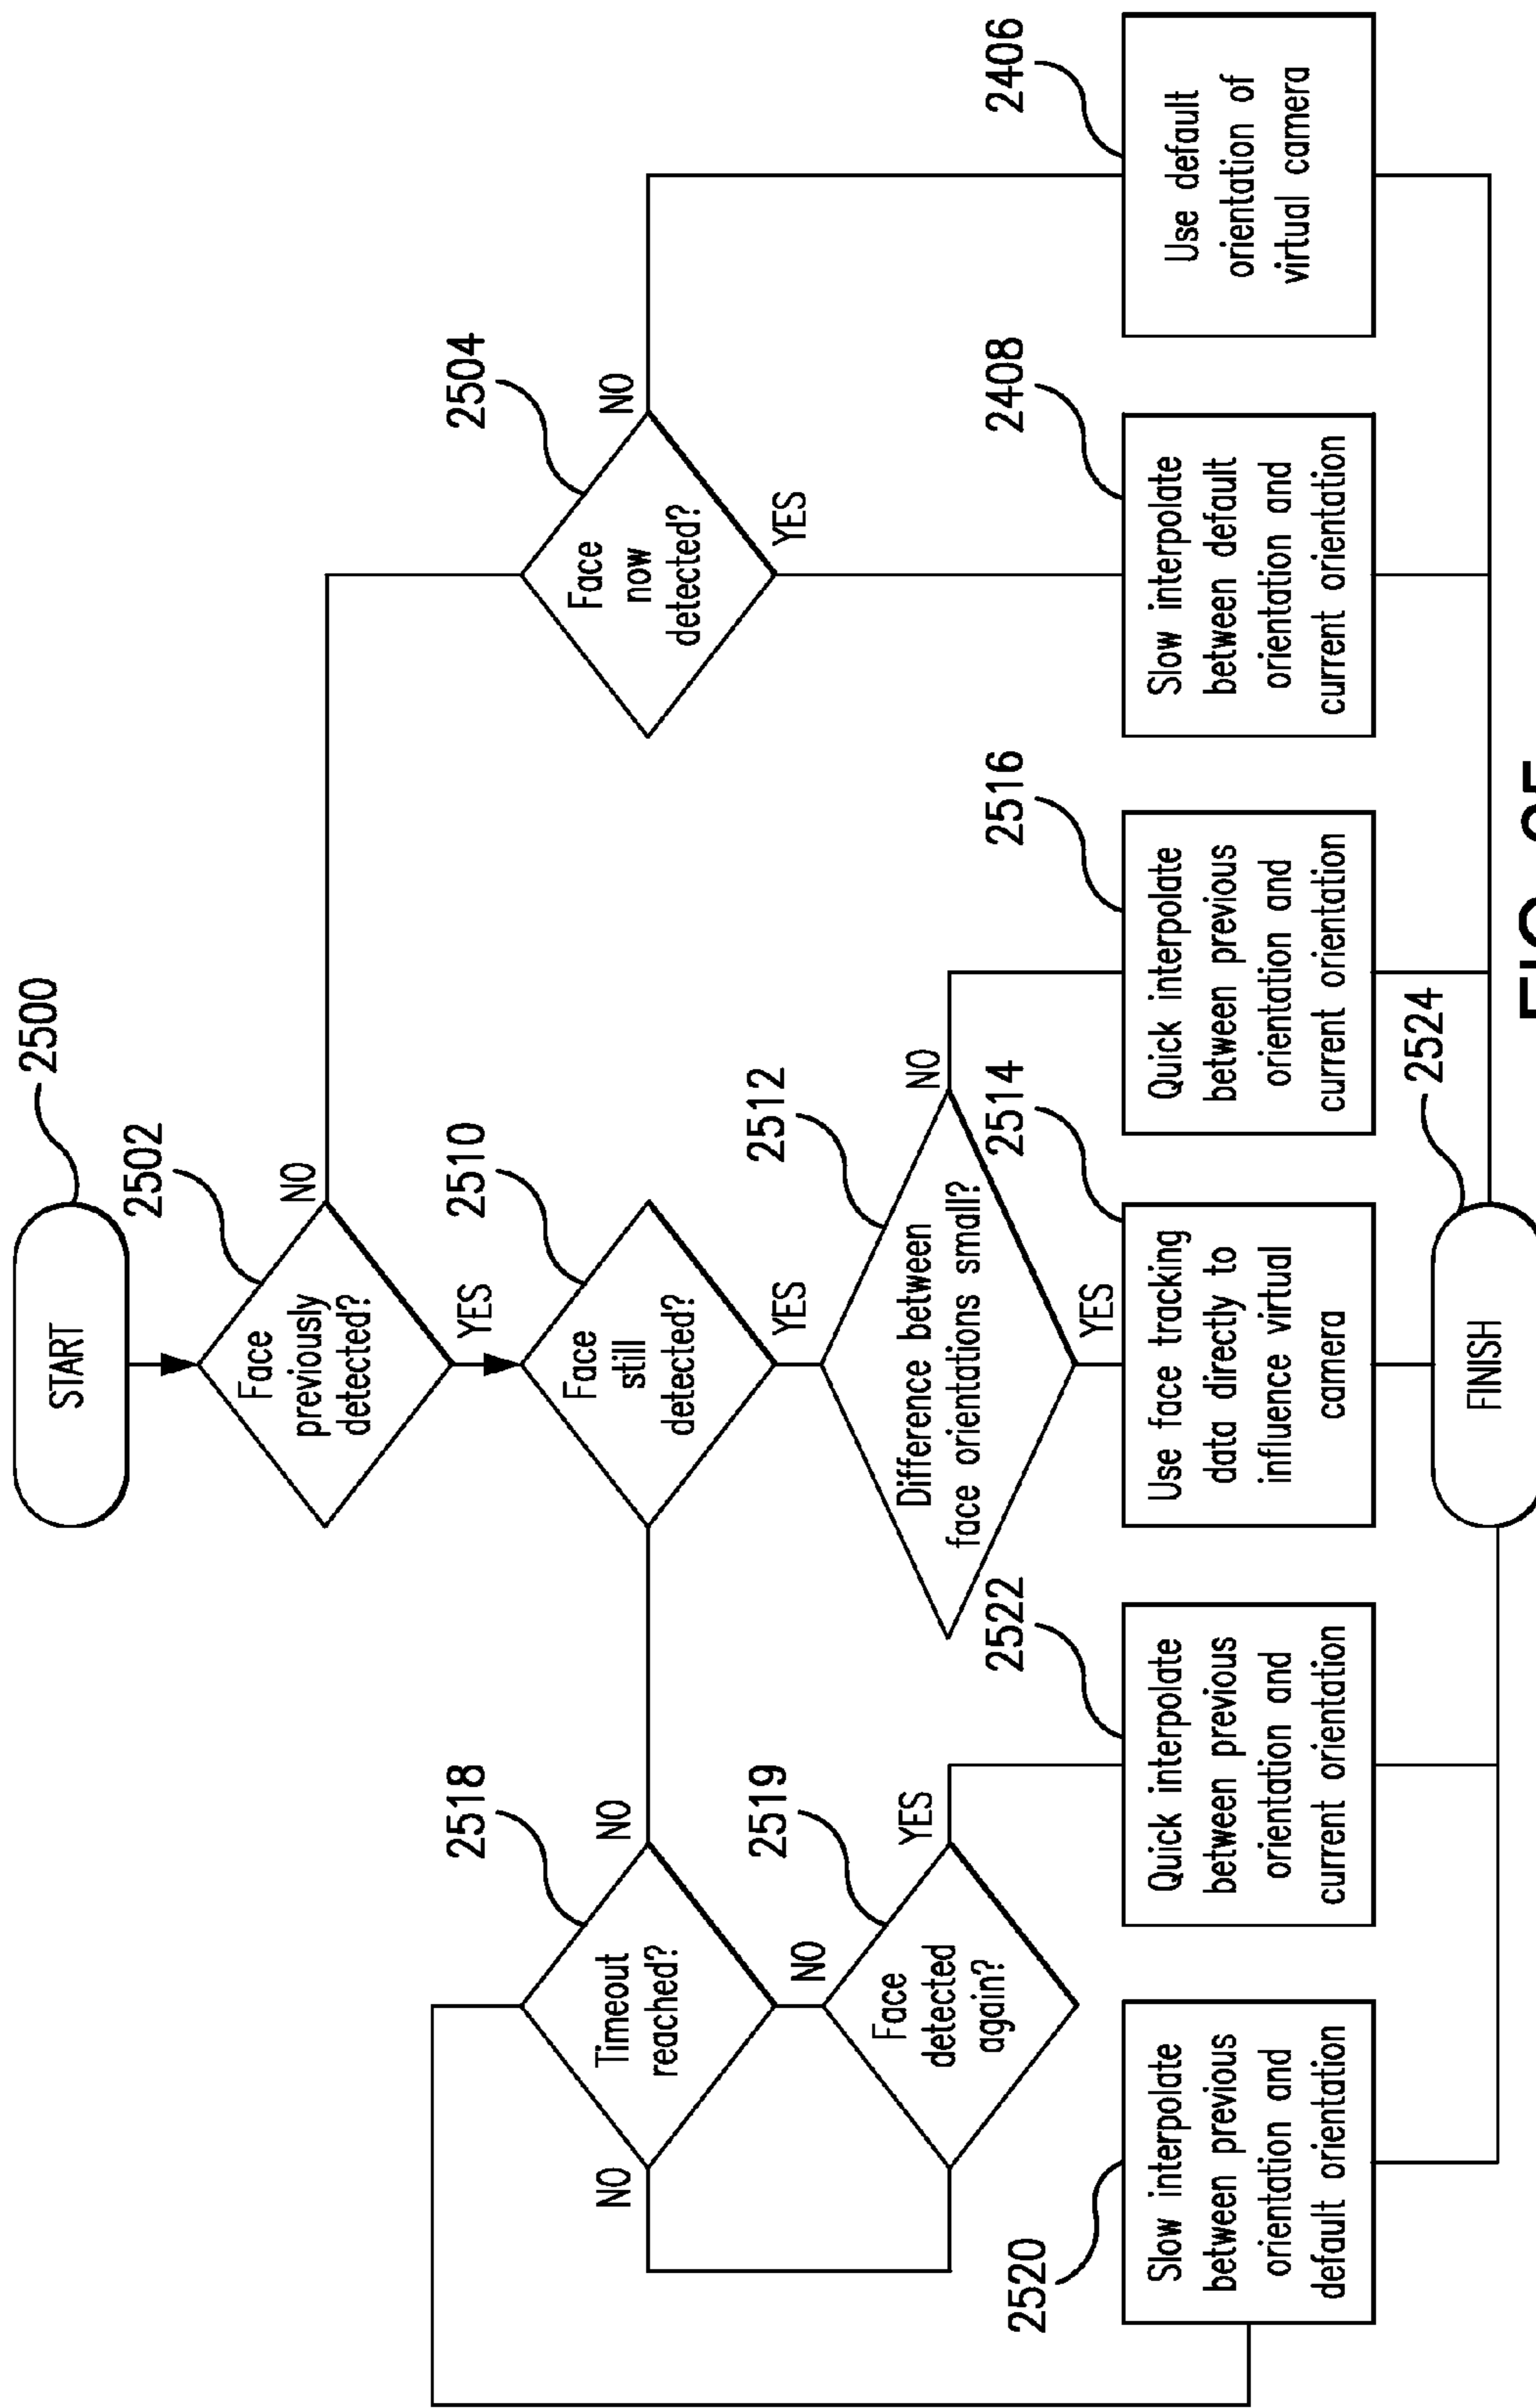 START
2500
Face
previously
detected?
2502
NO
YES
Face
still
detected?
2510
YES
Face
now
detected?
2504
NO
YES
Timeout
reached?
2518
NO
NO
NO
Face
detected
again?
2519
YES
Difference between
face orientations small?
2512
NO
YES
Slow interpolate
between previous
orientation and
default orientation
2520
Quick interpolate
between previous
orientation and
current orientation
2522
Use face tracking
data directly to
influence virtual
camera
2514
Quick interpolate
between previous
orientation and
current orientation
2516
Slow interpolate
between default
orientation and
current orientation
2408
Use default
orientation of
virtual camera
2406
FINISH
2524